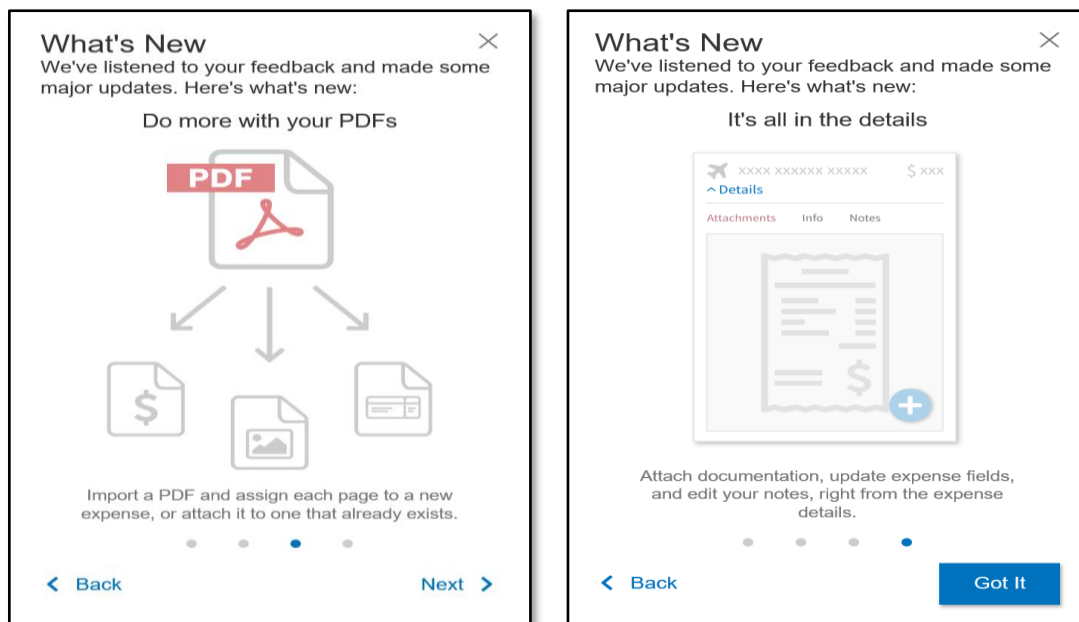 What's New
We've listened to your feedback and made some
major updates. Here's what's new:
Do more with your PDFs
PDF
$
Import a PDF and assign each page to a new
expense, or attach it to one that already exists.
Back
Next
What's New
We've listened to your feedback and made some
major updates. Here's what's new:
It's all in the details
xxxx xxxxxx xxxxx $ xxx
Details
Attachments Info Notes
$
Attach documentation, update expense fields,
and edit your notes, right from the expense
details.
Back
Got It